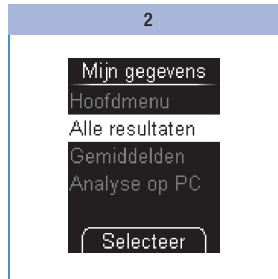 2
Mijn gegevens
Hoofdmenu
Alle resultaten
Gemiddelden
Analyse op PC
Selecteer